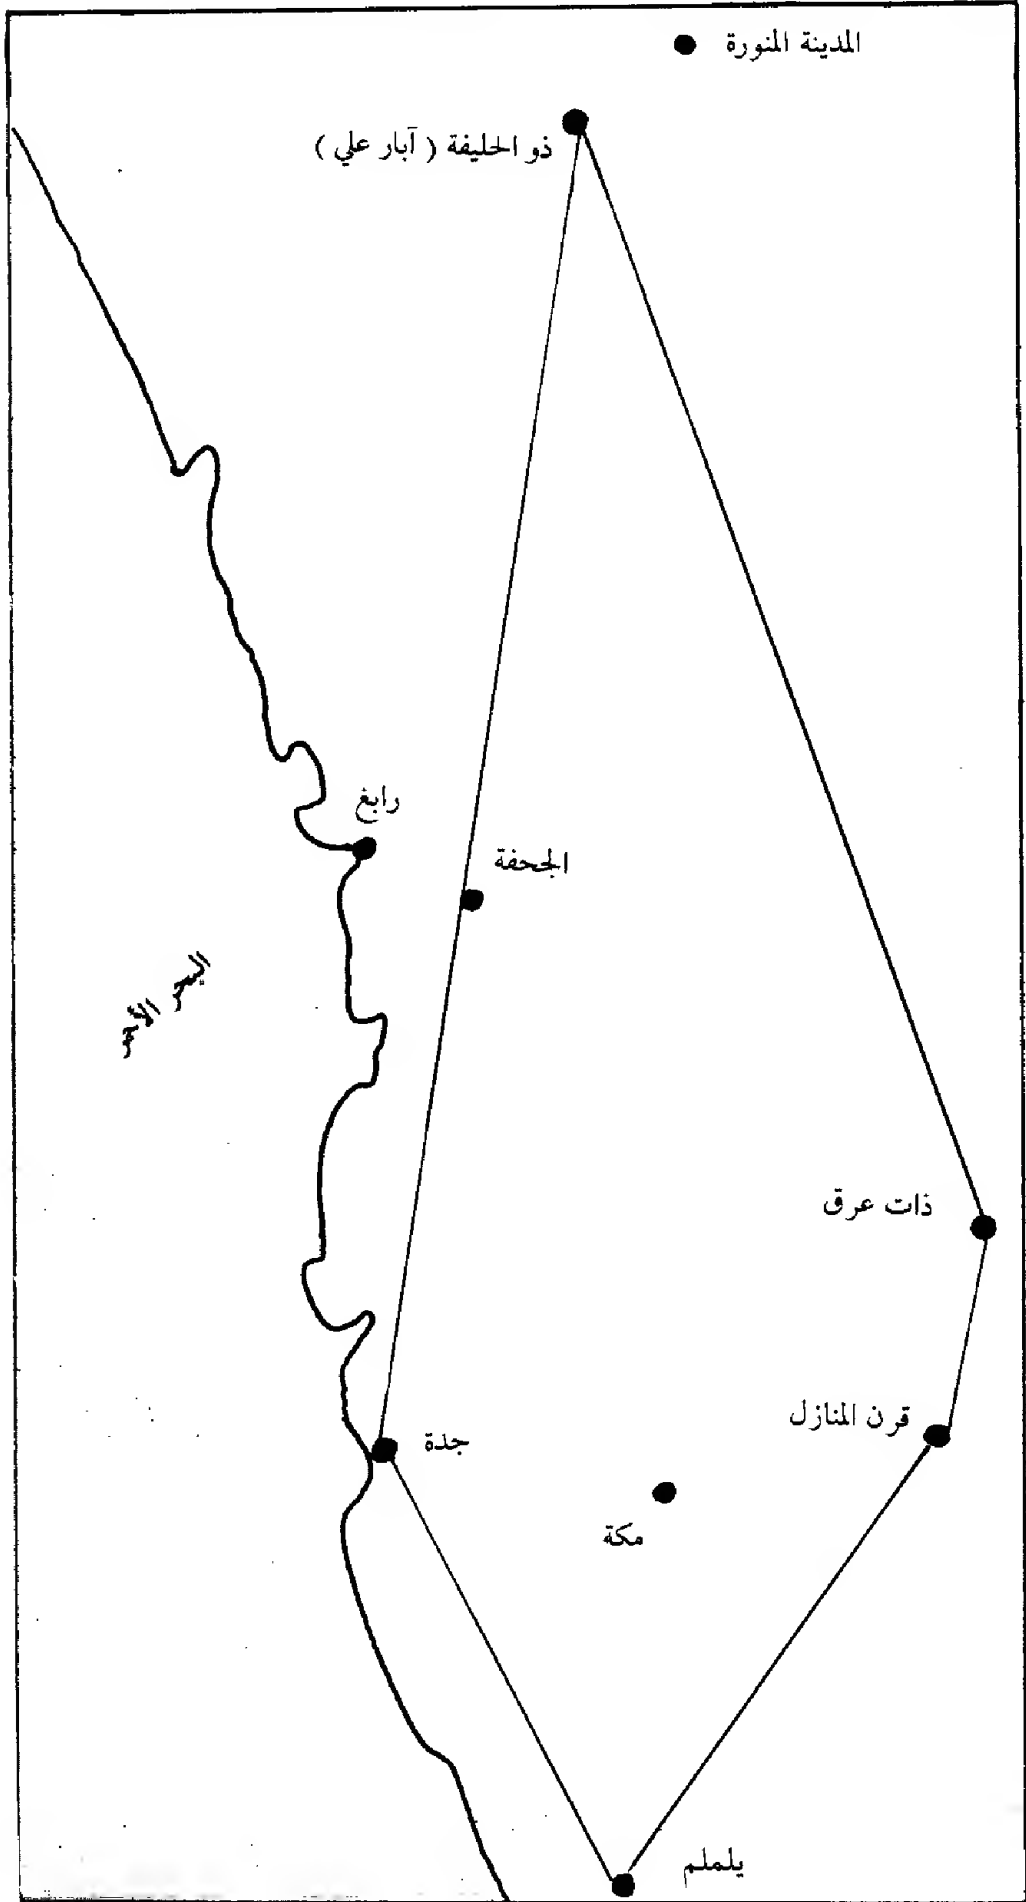 المدينة المنورة
ذو الحليفة ( آبار علي )
رابغ
الجحفة
البحر الأحمر
ذات عرق
قرن المنازل
جدة
مكة
يلملم